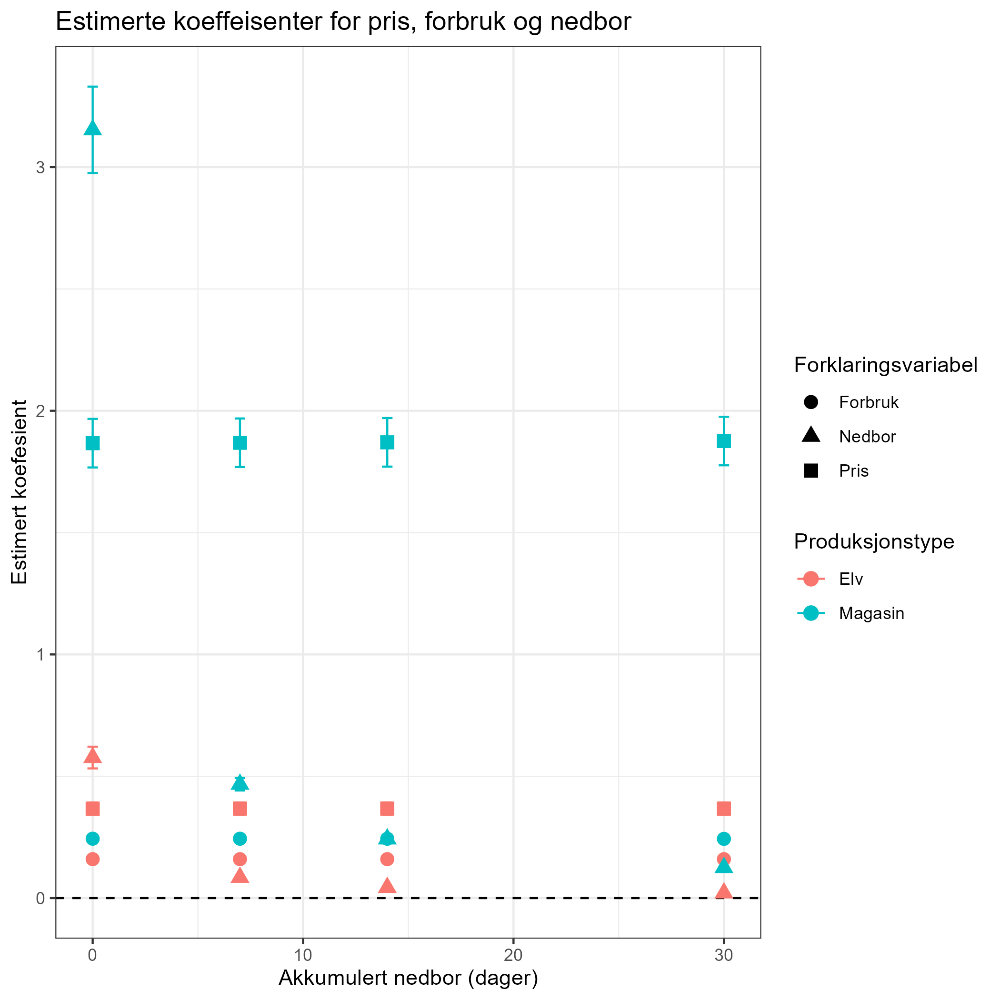 Estimerte koeffeisenter for pris, forbruk og nedbor
Estimert koefesient
3
2
1
0
0 10 20 30
Akkumulert nedbor (dager)
Forklaringsvariabel
Forbruk
Nedbor
Pris
Produksjonstype
Elv
Magasin